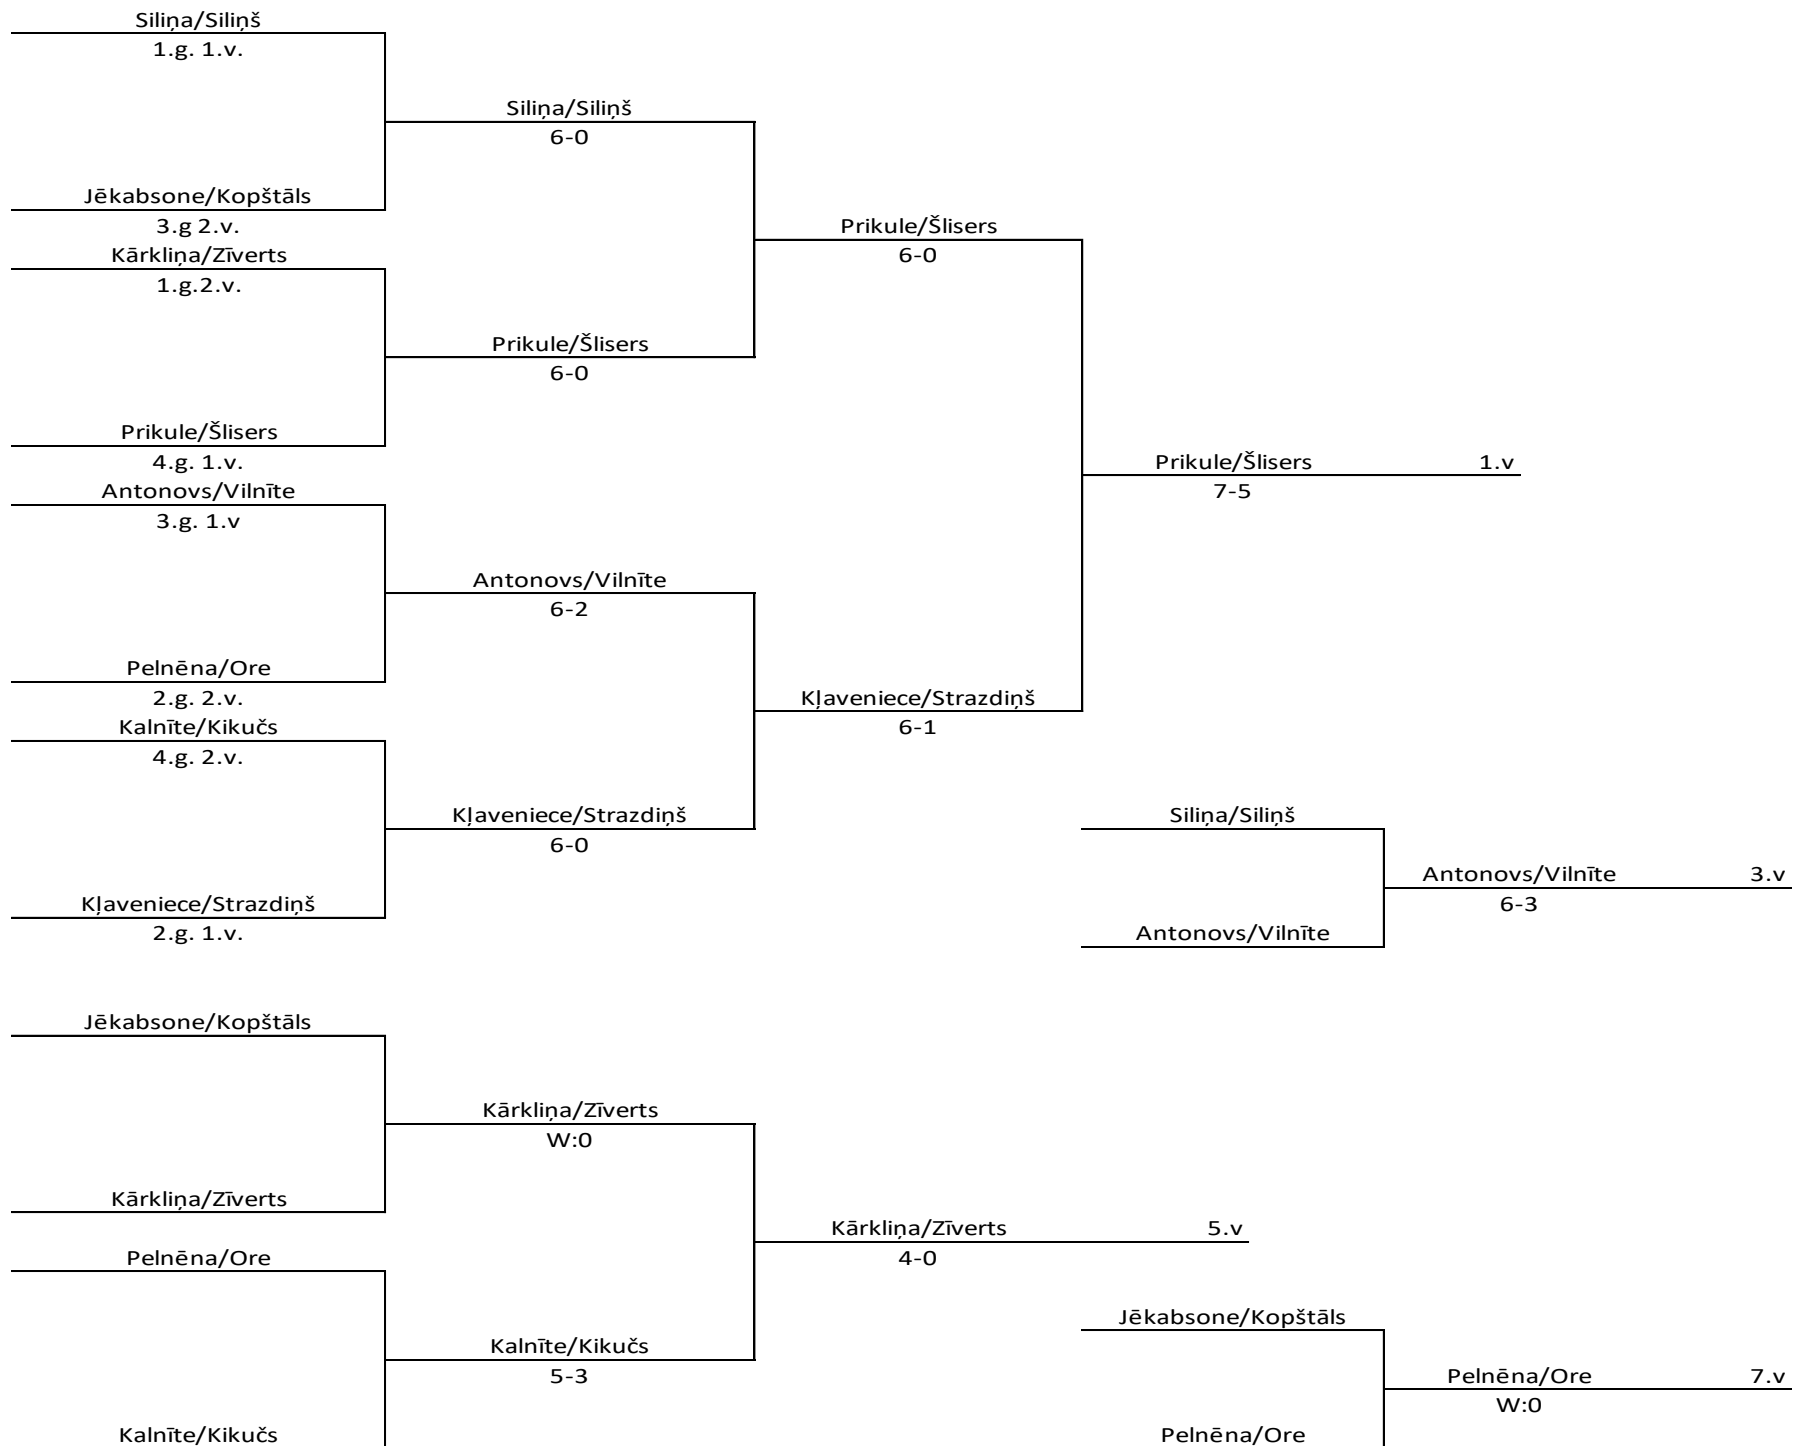 Siliņa/Siliņš
1.g. 1.v.
Siliņa/Siliņš
6-0
Jēkabsone/Kopštāls
3.g 2.v.
Prikule/Šlisers
6-0
Kārkliņa/Zīverts
1.g.2.v.
Prikule/Šlisers
6-0
Prikule/Šlisers
4.g. 1.v.
Prikule/Šlisers 1.v
7-5
Antonovs/Vilnīte
3.g. 1.v
Antonovs/Vilnīte
6-2
Pelnēna/Ore
2.g. 2.v.
Kļaveniece/Strazdiņš
6-1
Kalnīte/Kikučs
4.g. 2.v.
Kļaveniece/Strazdiņš
6-0
Siliņa/Siliņš
Antonovs/Vilnīte 3.v
6-3
Kļaveniece/Strazdiņš
2.g. 1.v.
Antonovs/Vilnīte
Jēkabsone/Kopštāls
Kārkliņa/Zīverts
W:0
Kārkliņa/Zīverts
Kārkliņa/Zīverts 5.v
4-0
Pelnēna/Ore
Jēkabsone/Kopštāls
Kalnīte/Kikučs
5-3
Pelnēna/Ore 7.v
W:0
Kalnīte/Kikučs
Pelnēna/Ore